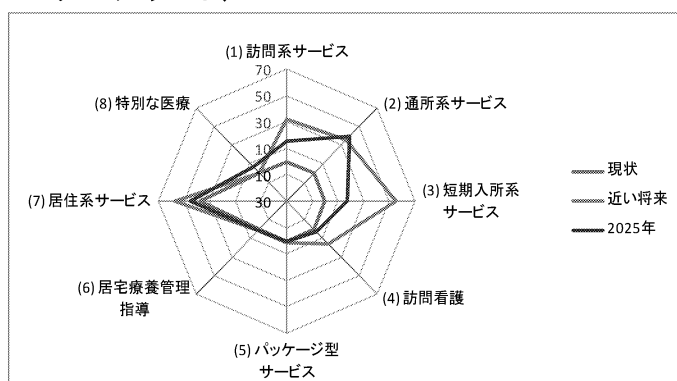 (1) 訪問系サービス
70
50
30
10
10
30
(2) 通所系サービス
(3) 短期入所系
サービス
(4) 訪問看護
(5) パッケージ型
サービス
(6) 居宅療養管理
指導
(7) 居住系サービス
(8) 特別な医療
現状
近い将来
2025年